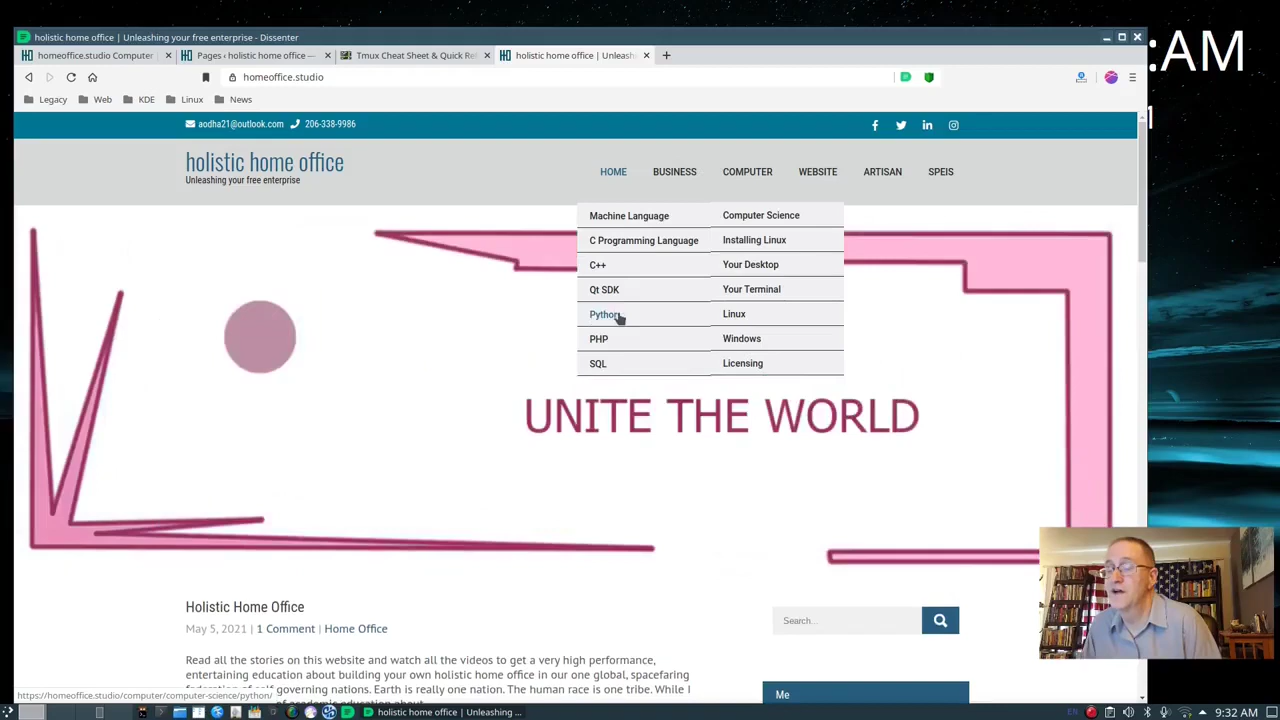 holistic home office | Unleashing your free enterprise - Dissenter
:AM
homeoffice.studio Computer
Pages ‹ holistic home office —
Tmux Cheat Sheet & Quick Re
holistic home office | Unleash
homeoffice.studio
Legacy
Web
KDE
Linux
News
aodha21@outlook.com
206-338-9986
holistic home office
Unleashing your free enterprise
HOME
BUSINESS
COMPUTER
WEBSITE
ARTISAN
SPEIS
Machine Language
Computer Science
C Programming Language
Installing Linux
C++
Your Desktop
Qt SDK
Your Terminal
Python
Linux
PHP
Windows
SQL
Licensing
UNITE THE WORLD
Holistic Home Office
May 5, 2021 | 1 Comment | Home Office
Search...
Read all the stories on this website and watch all the videos to get a very high performance,
entertaining education about building your own holistic home office in our one global, spacefaring
governing nations. Earth is really one nation. The human race is one tribe. While I
Me
https://homeoffice.studio/computer/computer-science/python/
holistic home office | Unleashing ...
EN
9:32 AM